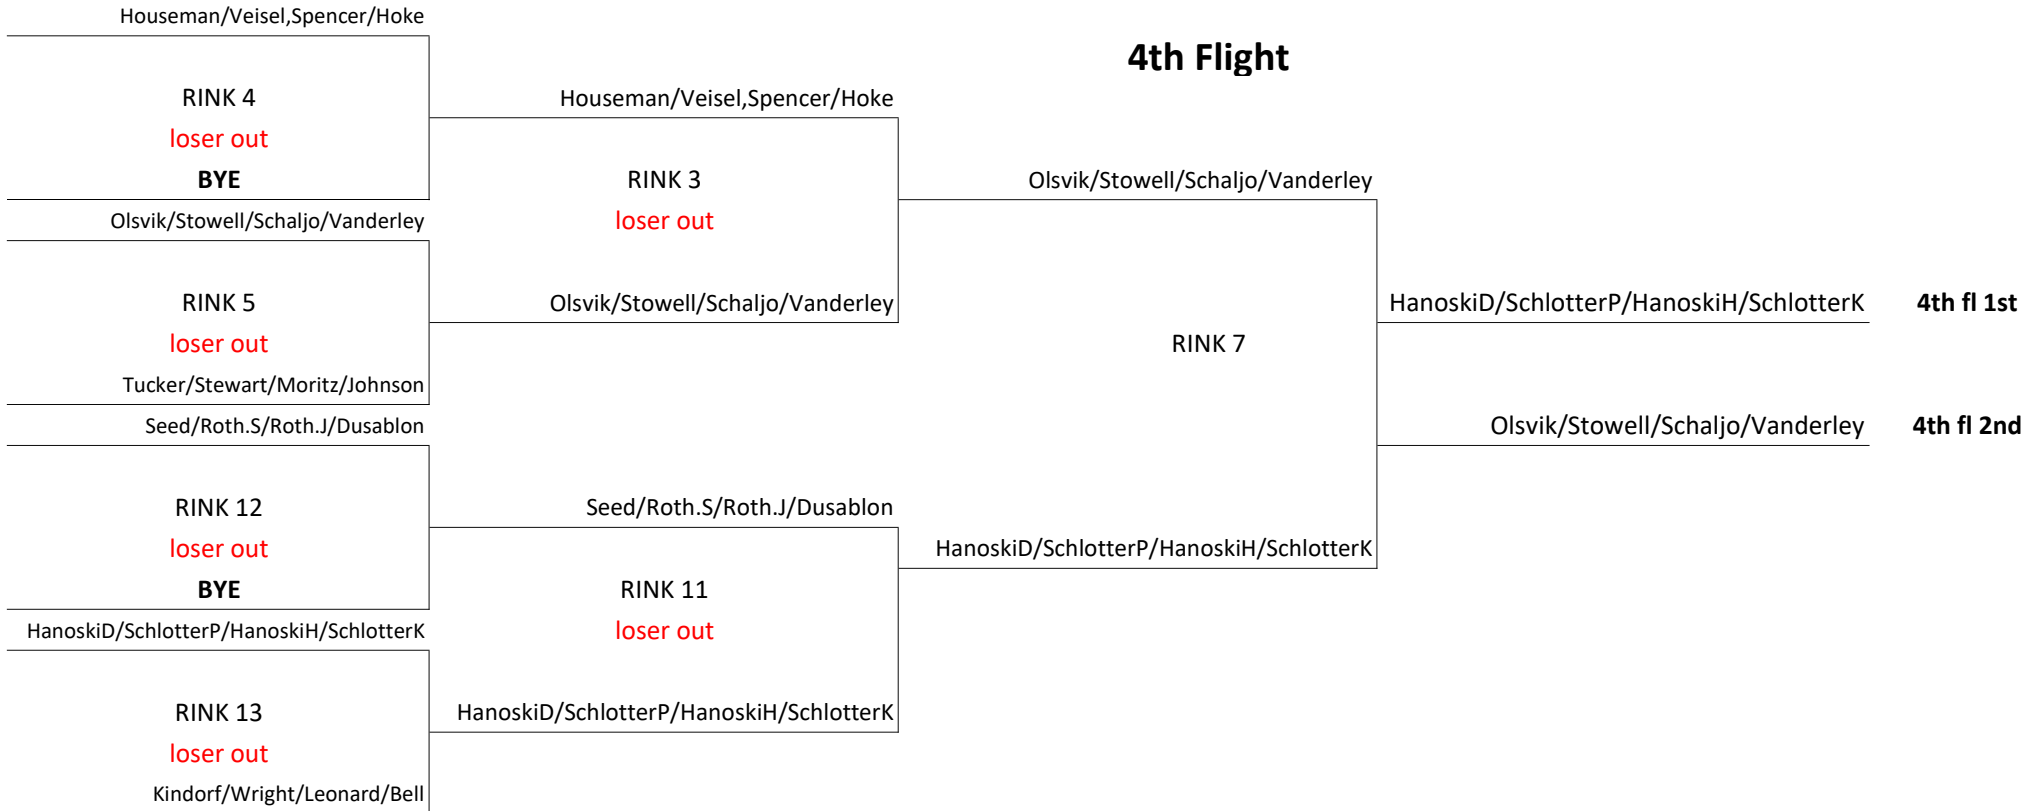 Houseman/Veisel,Spencer/Hoke
4th Flight
RINK 4
Houseman/Veisel,Spencer/Hoke
loser out
BYE
RINK 3
Olsvik/Stowell/Schaljo/Vanderley
Olsvik/Stowell/Schaljo/Vanderley
loser out
RINK 5
Olsvik/Stowell/Schaljo/Vanderley
HanoskiD/SchlotterP/HanoskiH/SchlotterK
4th fl 1st
loser out
RINK 7
Tucker/Stewart/Moritz/Johnson
Seed/Roth.S/Roth.J/Dusablon
Olsvik/Stowell/Schaljo/Vanderley
4th fl 2nd
RINK 12
Seed/Roth.S/Roth.J/Dusablon
loser out
HanoskiD/SchlotterP/HanoskiH/SchlotterK
BYE
RINK 11
HanoskiD/SchlotterP/HanoskiH/SchlotterK
loser out
RINK 13
HanoskiD/SchlotterP/HanoskiH/SchlotterK
loser out
Kindorf/Wright/Leonard/Bell